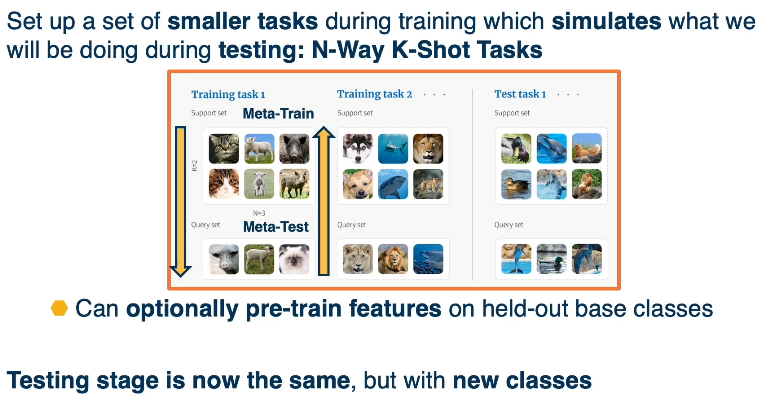 Set up a set of smaller tasks during training which simulates what we
will be doing during testing: N-Way K-Shot Tasks
Training task 1
Training task 2 · · ·
Test task 1 · · ·
Support set
Meta-Train
Support set
Support set
K=2
N=3
Query set
Meta-Test
Query set
Query set
Can optionally pre-train features on held-out base classes
Testing stage is now the same, but with new classes